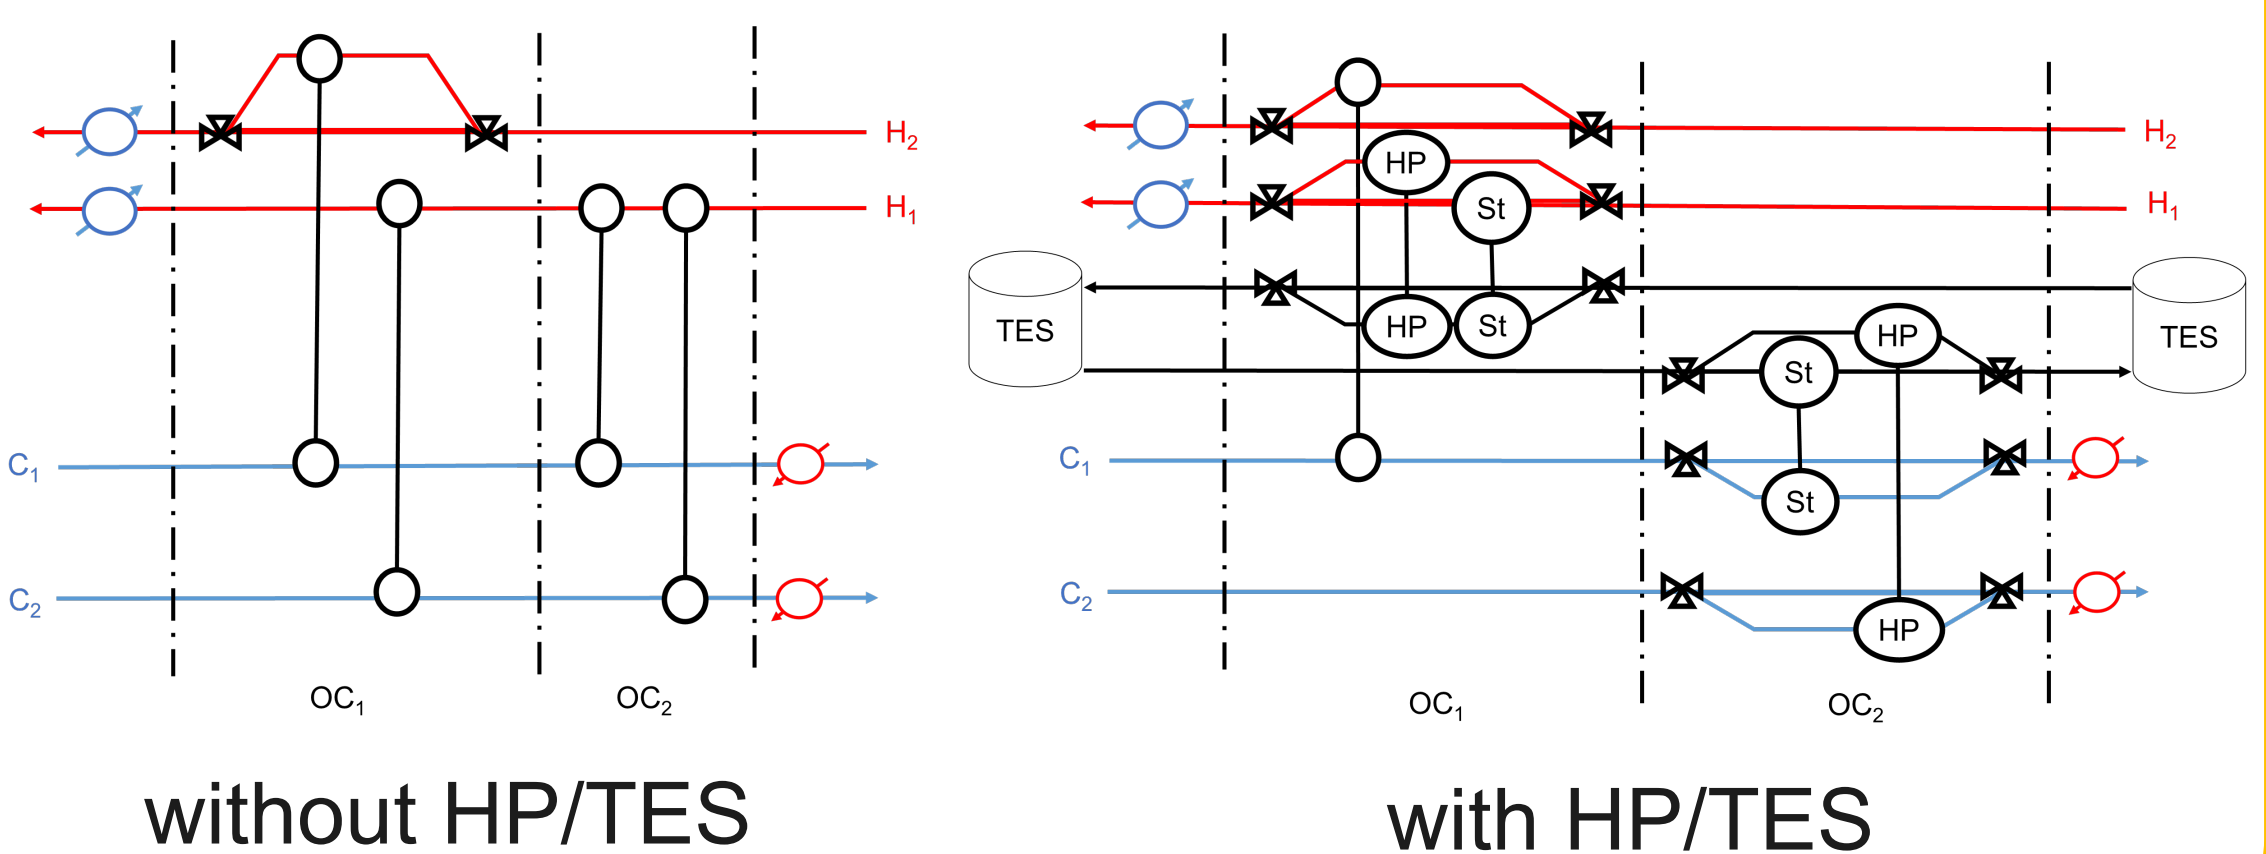 H₂
H₁
C₁
C₂
OC₁
OC₂
without HP/TES
H₂
HP
H₁
St
TES
HP
St
HP
TES
St
C₁
St
C₂
HP
OC₁
OC₂
with HP/TES